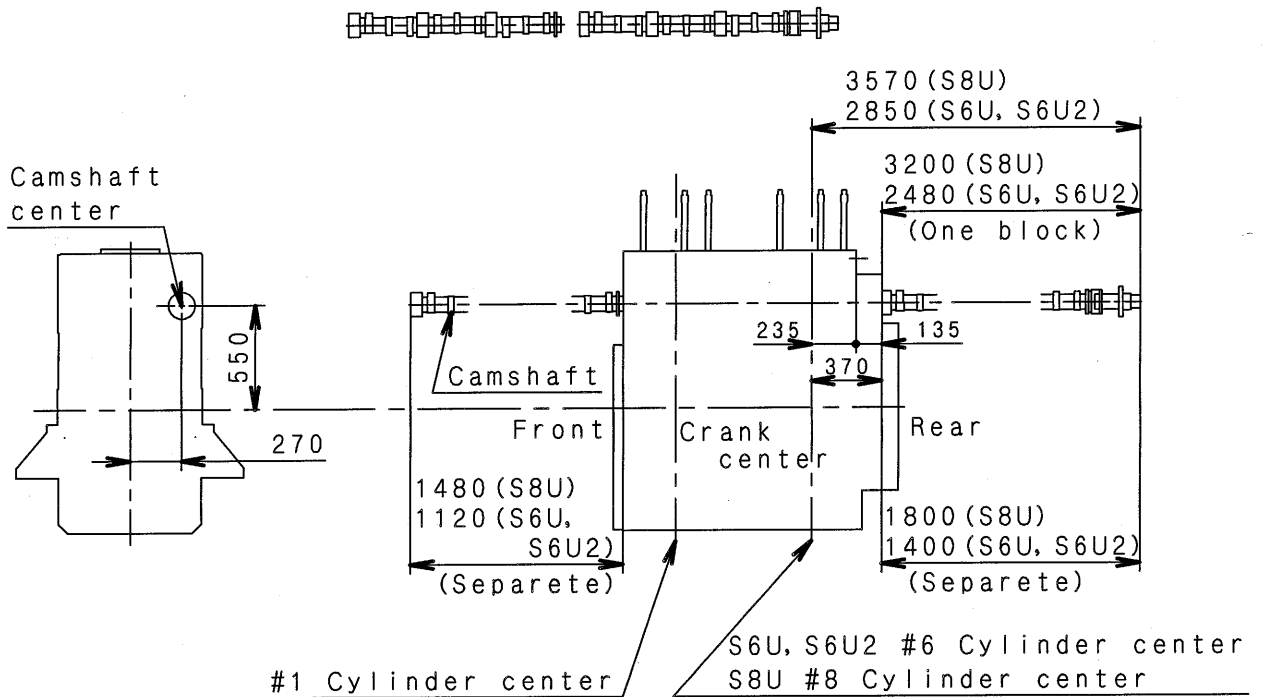 3570(S8U)
2850(S6U, S6U2)
Camshaft
center
3200(S8U)
2480(S6U, S6U2)
(One block)
550
235
135
370
Camshaft
270
Front
Crank
center
Rear
1480(S8U)
1120(S6U,
S6U2)
(Separete)
1800(S8U)
1400(S6U, S6U2)
(Separete)
#1 Cylinder center
S6U, S6U2 #6 Cylinder center
S8U #8 Cylinder center